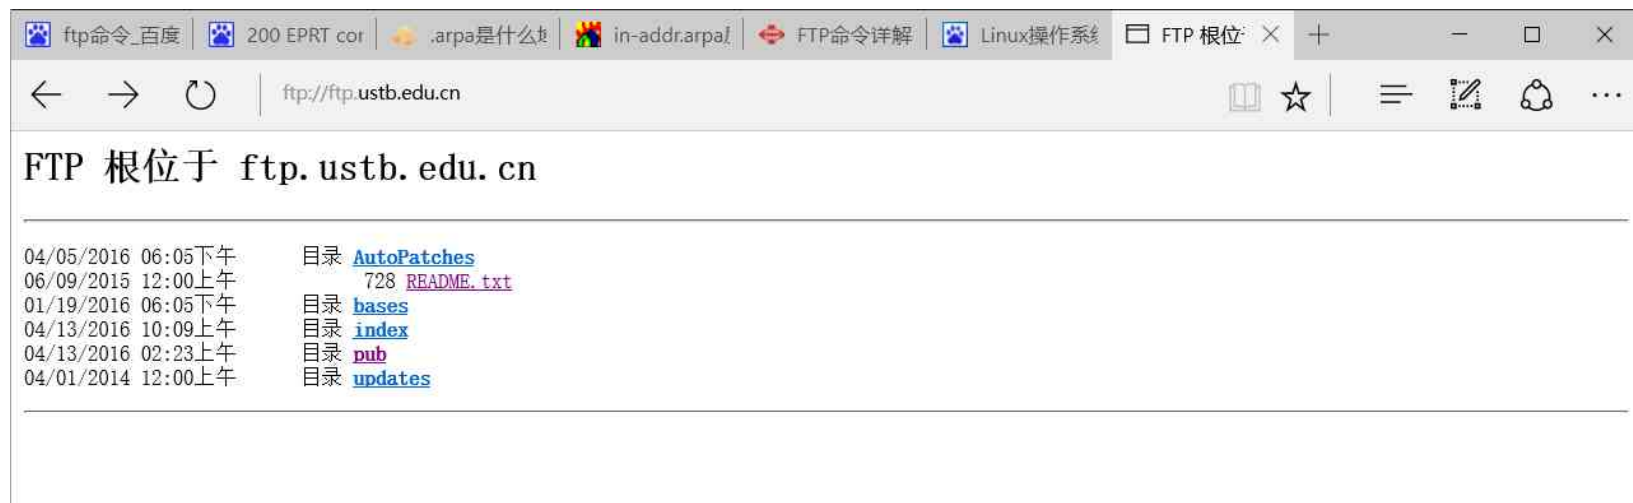 ftp命令_百度 200 EPRT cor .arpa是什么 in-addr.arpa FTP命令详解 Linux操作系统 FTP 根位
ftp://ftp.ustb.edu.cn
FTP 根位于 ftp.ustb.edu.cn
04/05/2016 06:05下午 目录 AutoPatches
06/09/2015 12:00上午 728 README.txt
01/19/2016 06:05下午 目录 bases
04/13/2016 10:09上午 目录 index
04/13/2016 02:23上午 目录 pub
04/01/2014 12:00上午 目录 updates